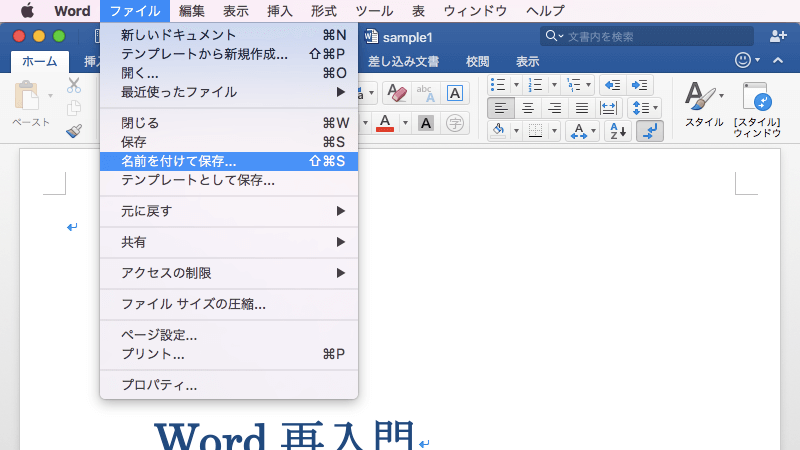 Word ファイル 編集 表示 挿入 形式 ツール 表 ウィンドウ ヘルプ
sample1
文書内を検索
ホーム
差し込み文書 校閲 表示
ペースト
スタイル
[スタイル]
ウィンドウ
新しいドキュメント ⌘N
テンプレートから新規作成... ⇧⌘P
開く... ⌘O
最近使ったファイル
閉じる ⌘W
保存 ⌘S
名前を付けて保存... ⇧⌘S
テンプレートとして保存...
元に戻す
共有
アクセスの制限
ファイル サイズの圧縮...
ページ設定...
プリント... ⌘P
プロパティ...
Word 再入門